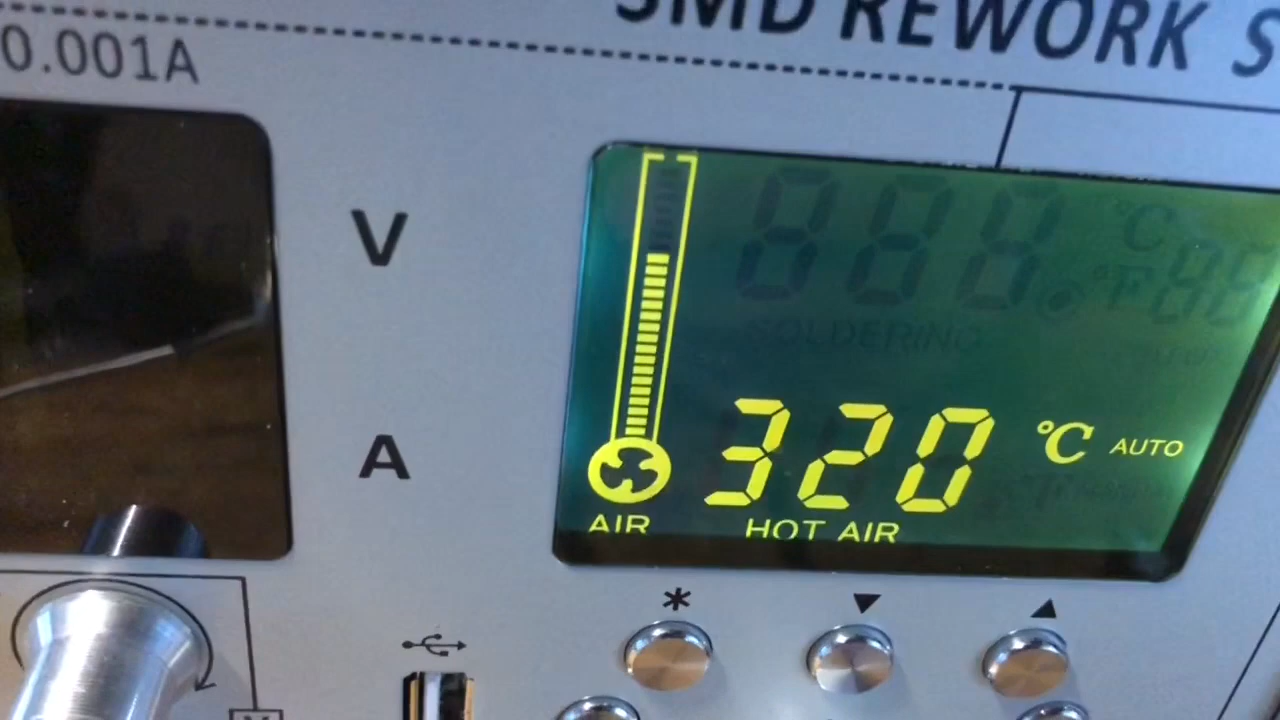 SMD REWORK S
0.001A
V
°C
°F
SOLDERING
A
320 °C AUTO
AIR
HOT AIR